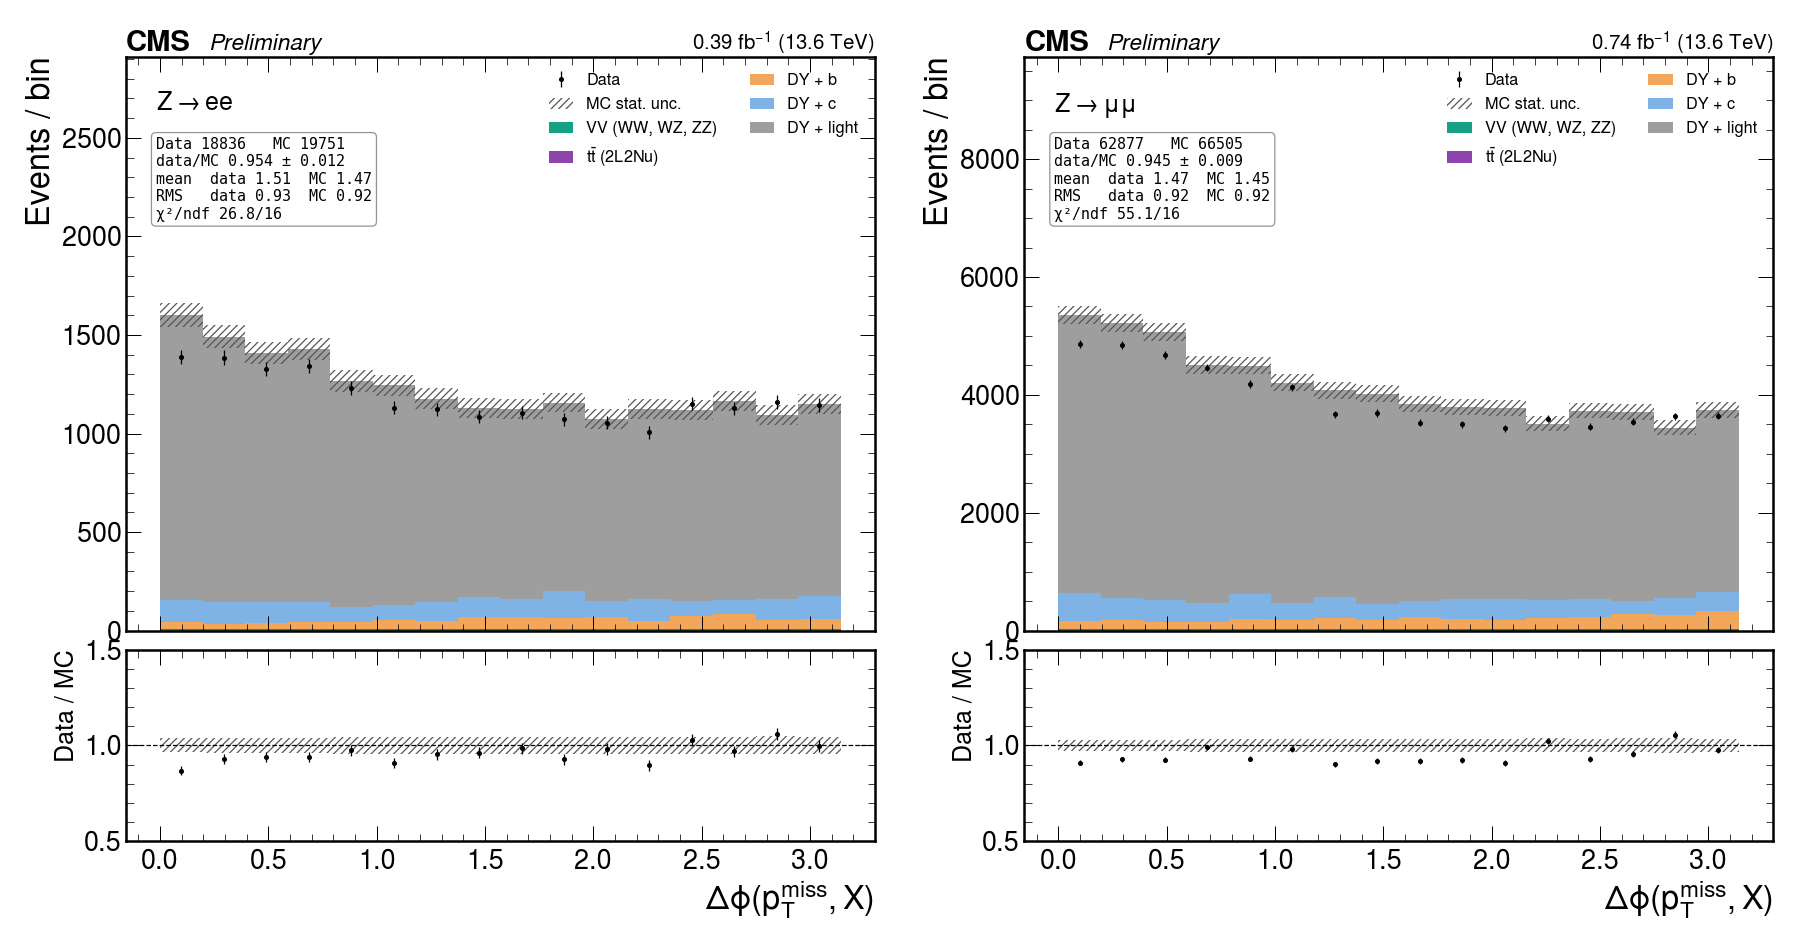 CMS Preliminary 0.39 fb⁻¹ (13.6 TeV)
Events / bin
Z→ee
Data
MC stat. unc.
VV (WW, WZ, ZZ)
tt̄ (2L2Nu)
DY + b
DY + c
DY + light
Data 18836 MC 19751
data/MC 0.954 ± 0.012
mean data 1.51 MC 1.47
RMS data 0.93 MC 0.92
χ²/ndf 26.8/16
2500
2000
1500
1000
500
0
Data / MC
1.5
1.0
0.5
0.0 0.5 1.0 1.5 2.0 2.5 3.0
Δϕ(p_T^miss, X)
CMS Preliminary 0.74 fb⁻¹ (13.6 TeV)
Events / bin
Z→μμ
Data
MC stat. unc.
VV (WW, WZ, ZZ)
tt̄ (2L2Nu)
DY + b
DY + c
DY + light
Data 62877 MC 66505
data/MC 0.945 ± 0.009
mean data 1.47 MC 1.45
RMS data 0.92 MC 0.92
χ²/ndf 55.1/16
8000
6000
4000
2000
0
Data / MC
1.5
1.0
0.5
0.0 0.5 1.0 1.5 2.0 2.5 3.0
Δϕ(p_T^miss, X)